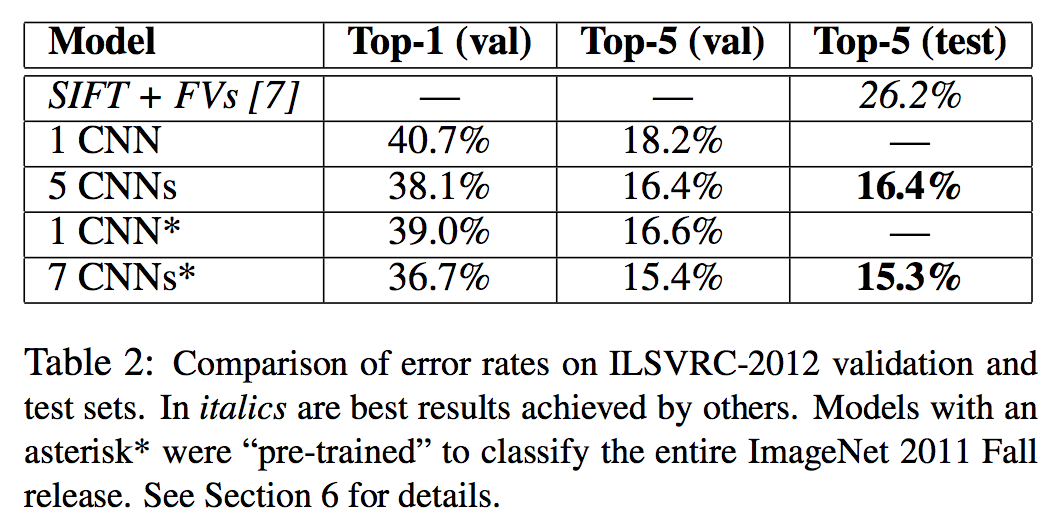 Model Top-1 (val) Top-5 (val) Top-5 (test)
SIFT + FVs [7] — — 26.2%
1 CNN 40.7% 18.2% —
5 CNNs 38.1% 16.4% 16.4%
1 CNN* 39.0% 16.6% —
7 CNNs* 36.7% 15.4% 15.3%
Table 2: Comparison of error rates on ILSVRC-2012 validation and
test sets. In italics are best results achieved by others. Models with an
asterisk* were “pre-trained” to classify the entire ImageNet 2011 Fall
release. See Section 6 for details.